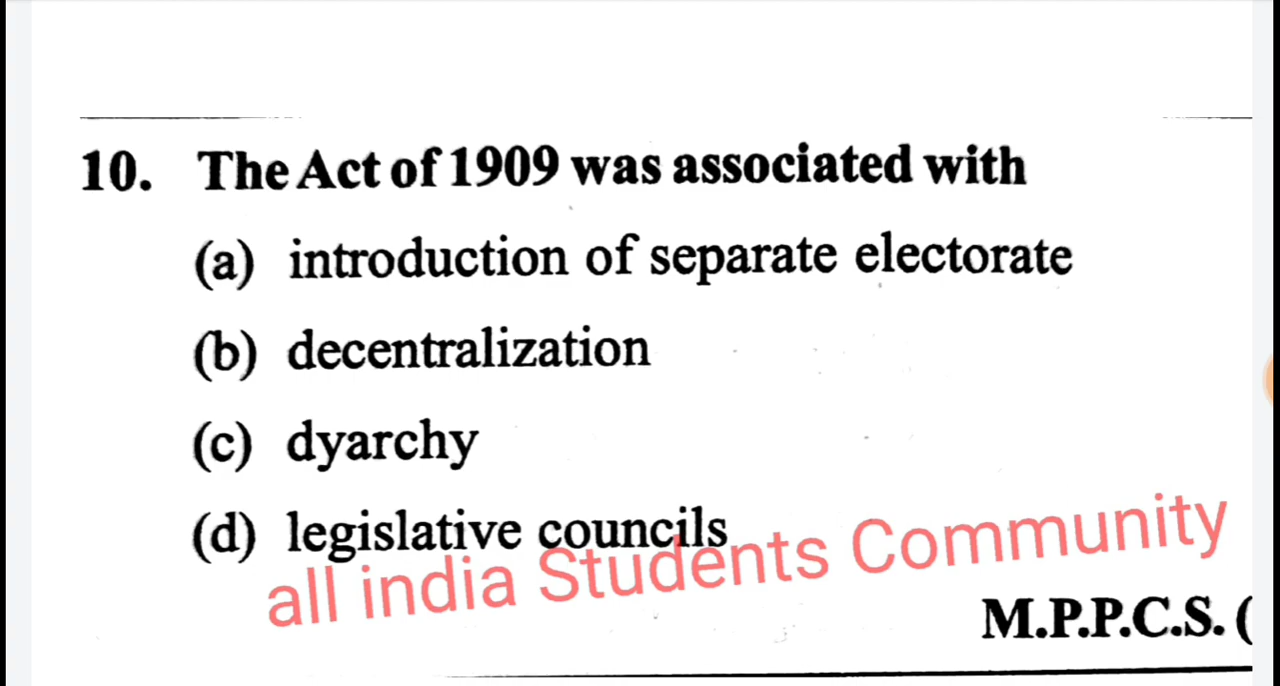 10. The Act of 1909 was associated with
(a) introduction of separate electorate
(b) decentralization
(c) dyarchy
(d) legislative councils
all india Students Community
M.P.P.C.S. (